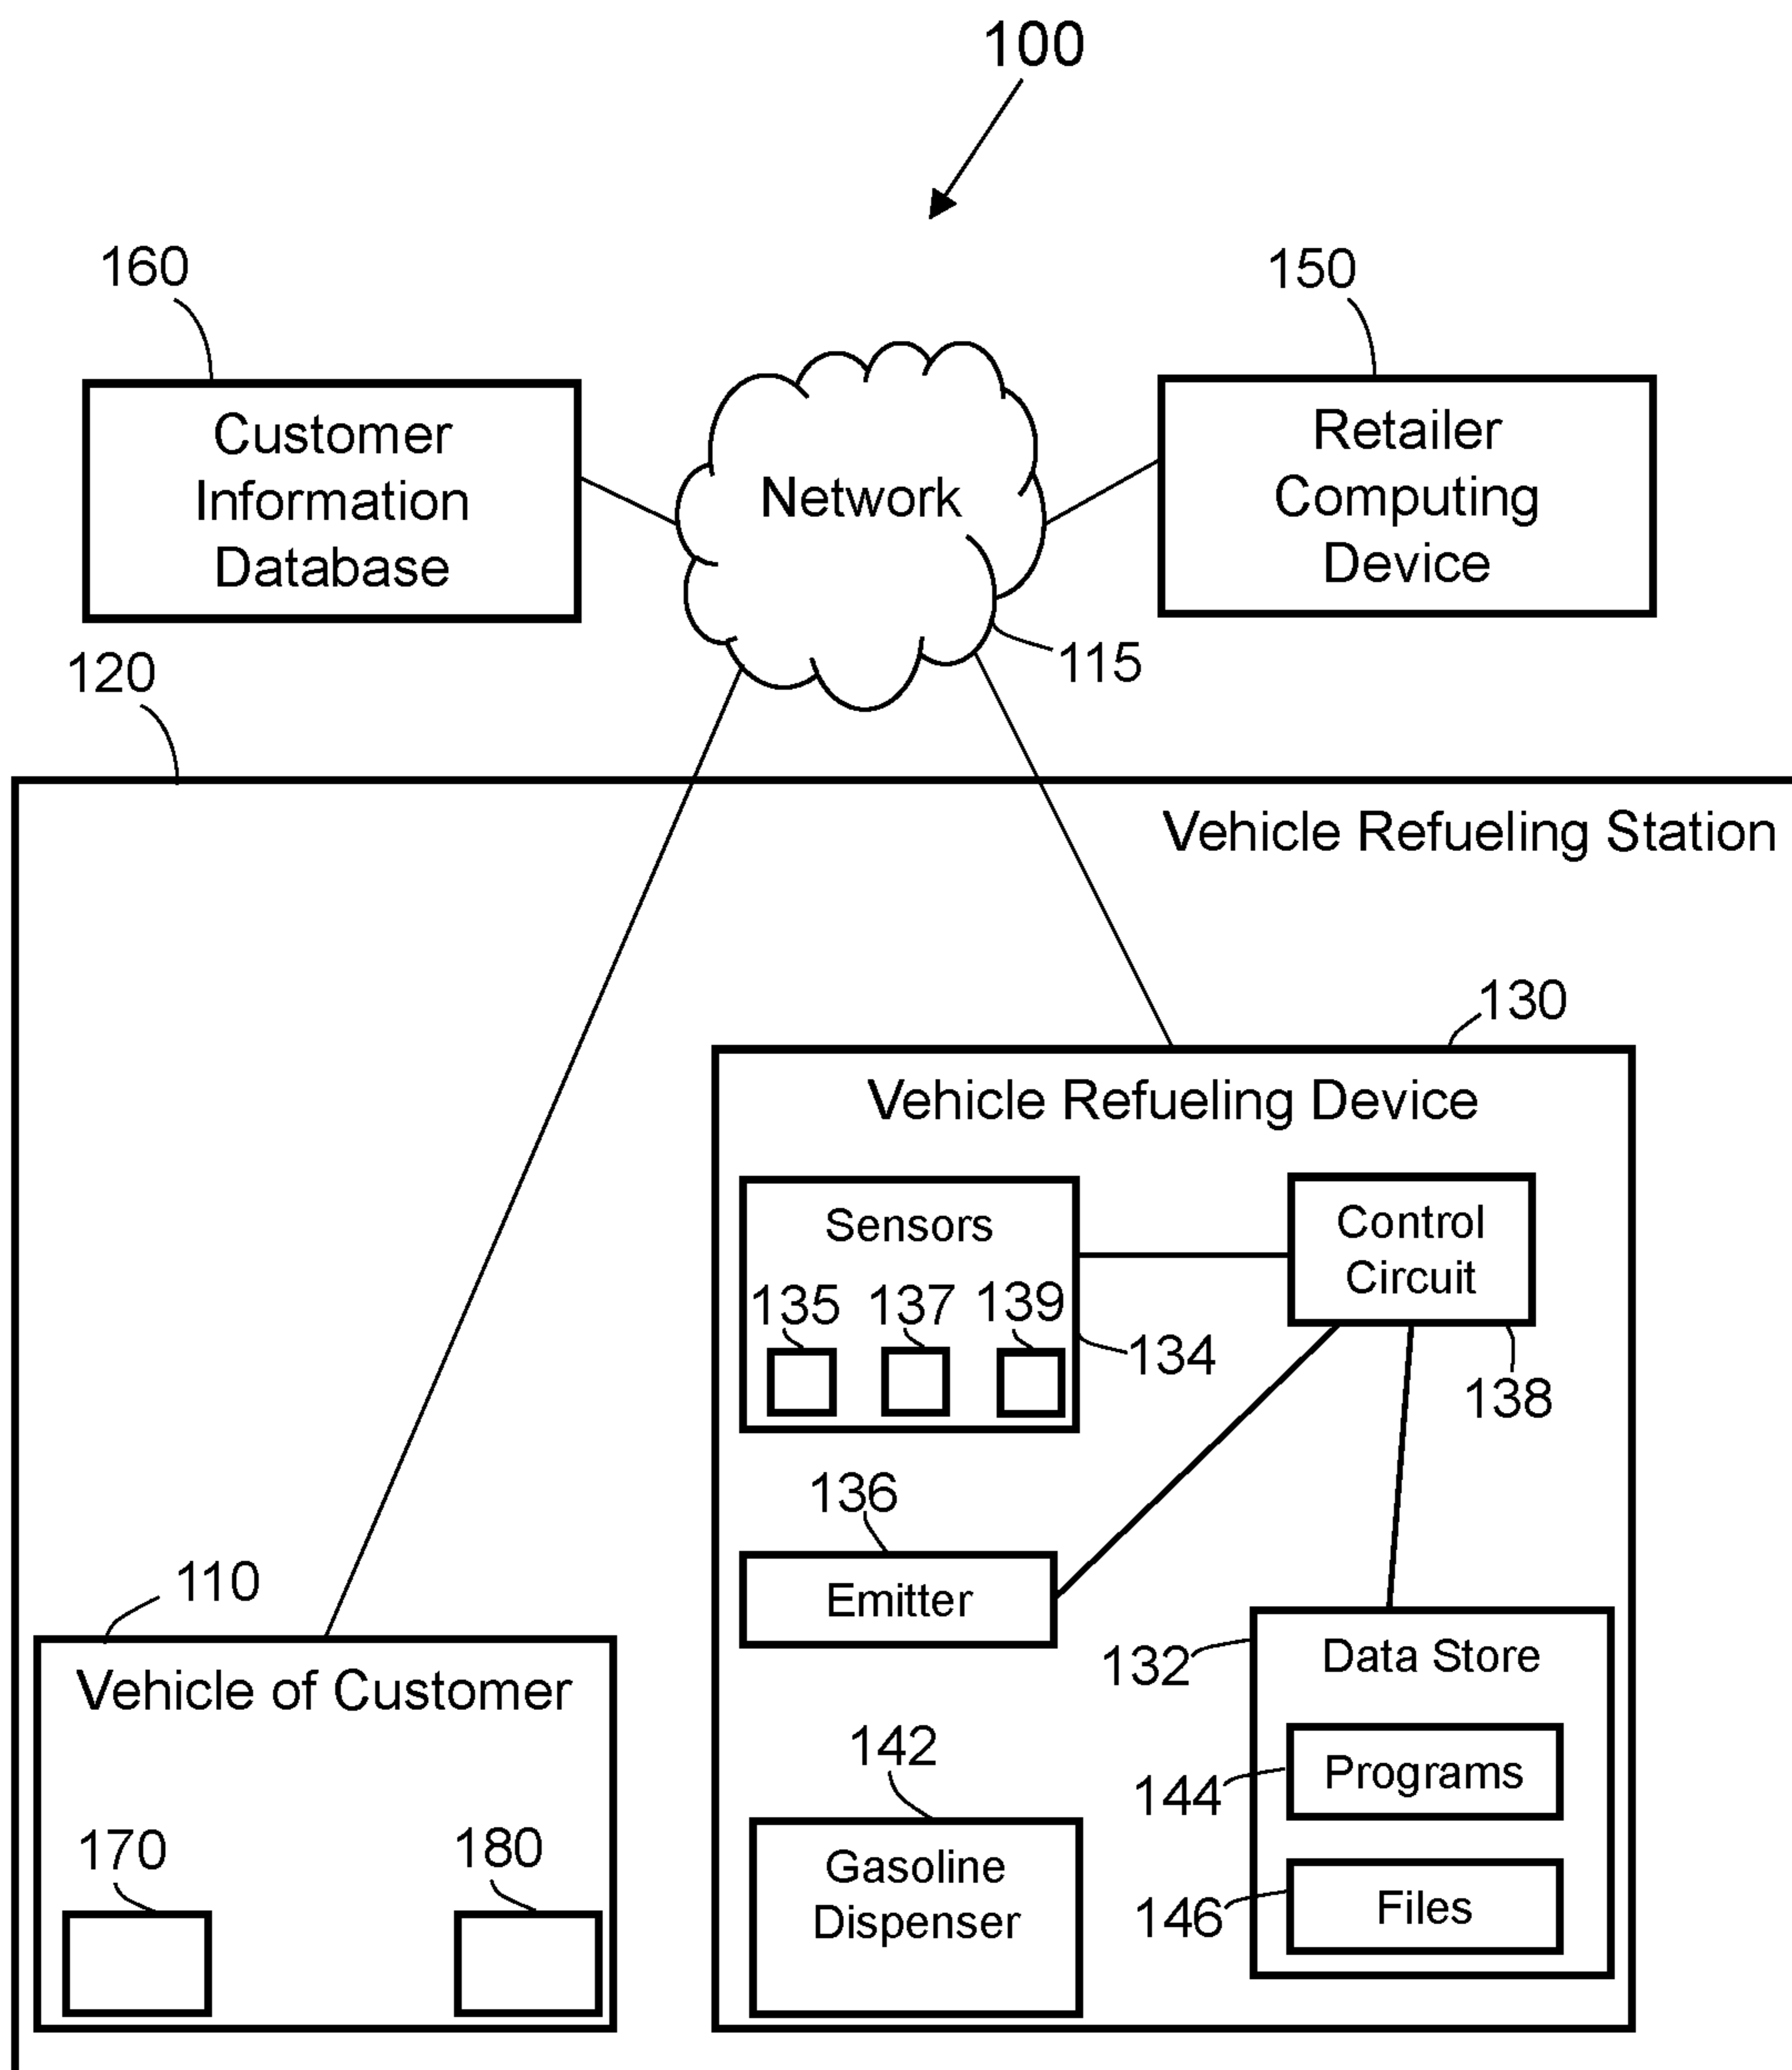 100
160
150
Customer
Information
Database
Network
Retailer
Computing
Device
115
120
Vehicle Refueling Station
130
Vehicle Refueling Device
Sensors
135 137 139
134
Control
Circuit
138
136
Emitter
110
Vehicle of Customer
170 180
132
Data Store
144
Programs
146
Files
142
Gasoline
Dispenser